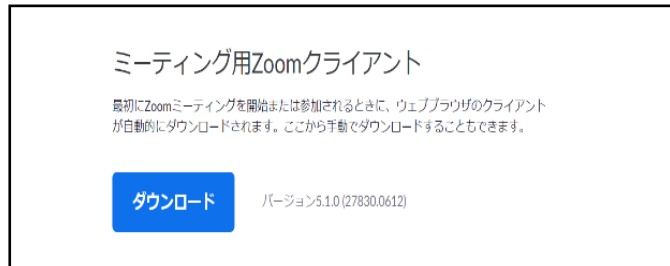 ミーティング用Zoomクライアント
最初にZoomミーティングを開始または参加されるときに、ウェブブラウザのクライアント
が自動的にダウンロードされます。ここから手動でダウンロードすることもできます。
ダウンロード
バージョン5.1.0 (27830.0612)